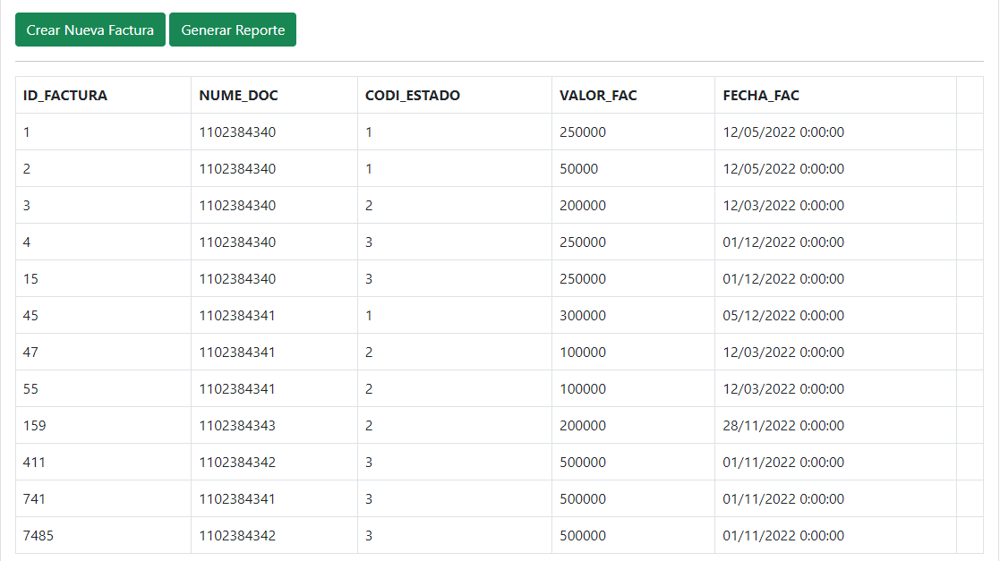 Crear Nueva Factura Generar Reporte
ID_FACTURA NUME_DOC CODI_ESTADO VALOR_FAC FECHA_FAC
1 1102384340 1 250000 12/05/2022 0:00:00
2 1102384340 1 50000 12/05/2022 0:00:00
3 1102384340 2 200000 12/03/2022 0:00:00
4 1102384340 3 250000 01/12/2022 0:00:00
15 1102384340 3 250000 01/12/2022 0:00:00
45 1102384341 1 300000 05/12/2022 0:00:00
47 1102384341 2 100000 12/03/2022 0:00:00
55 1102384341 2 100000 12/03/2022 0:00:00
159 1102384343 2 200000 28/11/2022 0:00:00
411 1102384342 3 500000 01/11/2022 0:00:00
741 1102384341 3 500000 01/11/2022 0:00:00
7485 1102384342 3 500000 01/11/2022 0:00:00